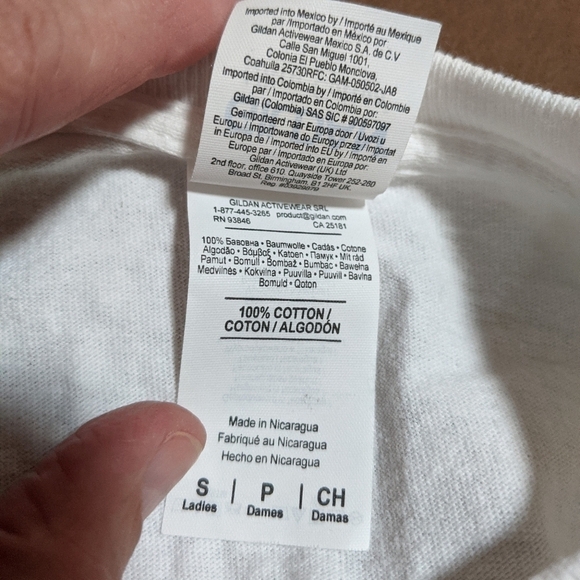 Imported into Mexico by / Importé au Mexique
par /Importado en México por
Gildan Activewear Mexico S.A. de C.V
Calle San Miguel 1001,
Colonia El Pueblo Monclova,
Coahuila 25730RFC: GAM-050502-JA8
Imported into Colombia by / Importé en Colombie
par / Importado en Colombia por:
Gildan (Colombia) SAS SIC # 900597097
Geïmporteerd naar Europa door / Uvozi u
Europu / Importowane do Europy przez / Importat
in Europa de / Imported into EU by / Importé en
Europe par / Importado en Europa por:
Gildan Activewear (UK) Ltd
2nd floor, office 610 Quayside Tower 252-260
Broad St, Birmingham, B1 2HF UK,
Reg.
GILDAN ACTIVEWEAR SRL
1-877-445-3265 product@gildan.com
RN 93846 CA 25181
100% Бавовна • Baumwolle • Cadás • Cotone
Algodão • Βάμβαξ • Katoen • Памук • Mit rád
Pamut • Bomull • Bombaž • Bumbac • Bawełna
Medvilnės • Kokvilna • Puuvilla • Puuvill • Bavlna
Bomuld • Qoton
100% COTTON /
COTON / ALGODÓN
Made in Nicaragua
Fabriqué au Nicaragua
Hecho en Nicaragua
S | P | CH
Ladies Dames Damas